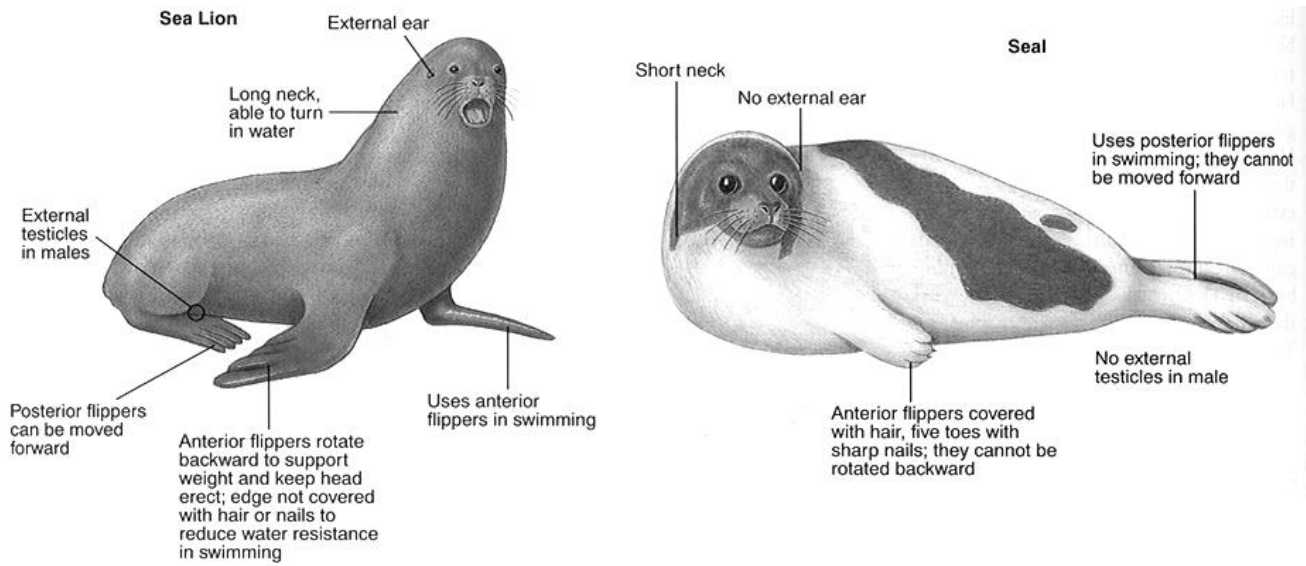 Sea Lion
External ear
Long neck,
able to turn
in water
External
testicles
in males
Posterior flippers
can be moved
forward
Anterior flippers rotate
backward to support
weight and keep head
erect; edge not covered
with hair or nails to
reduce water resistance
in swimming
Uses anterior
flippers in swimming
Seal
Short neck
No external ear
Uses posterior flippers
in swimming; they cannot
be moved forward
No external
testicles in male
Anterior flippers covered
with hair, five toes with
sharp nails; they cannot be
rotated backward